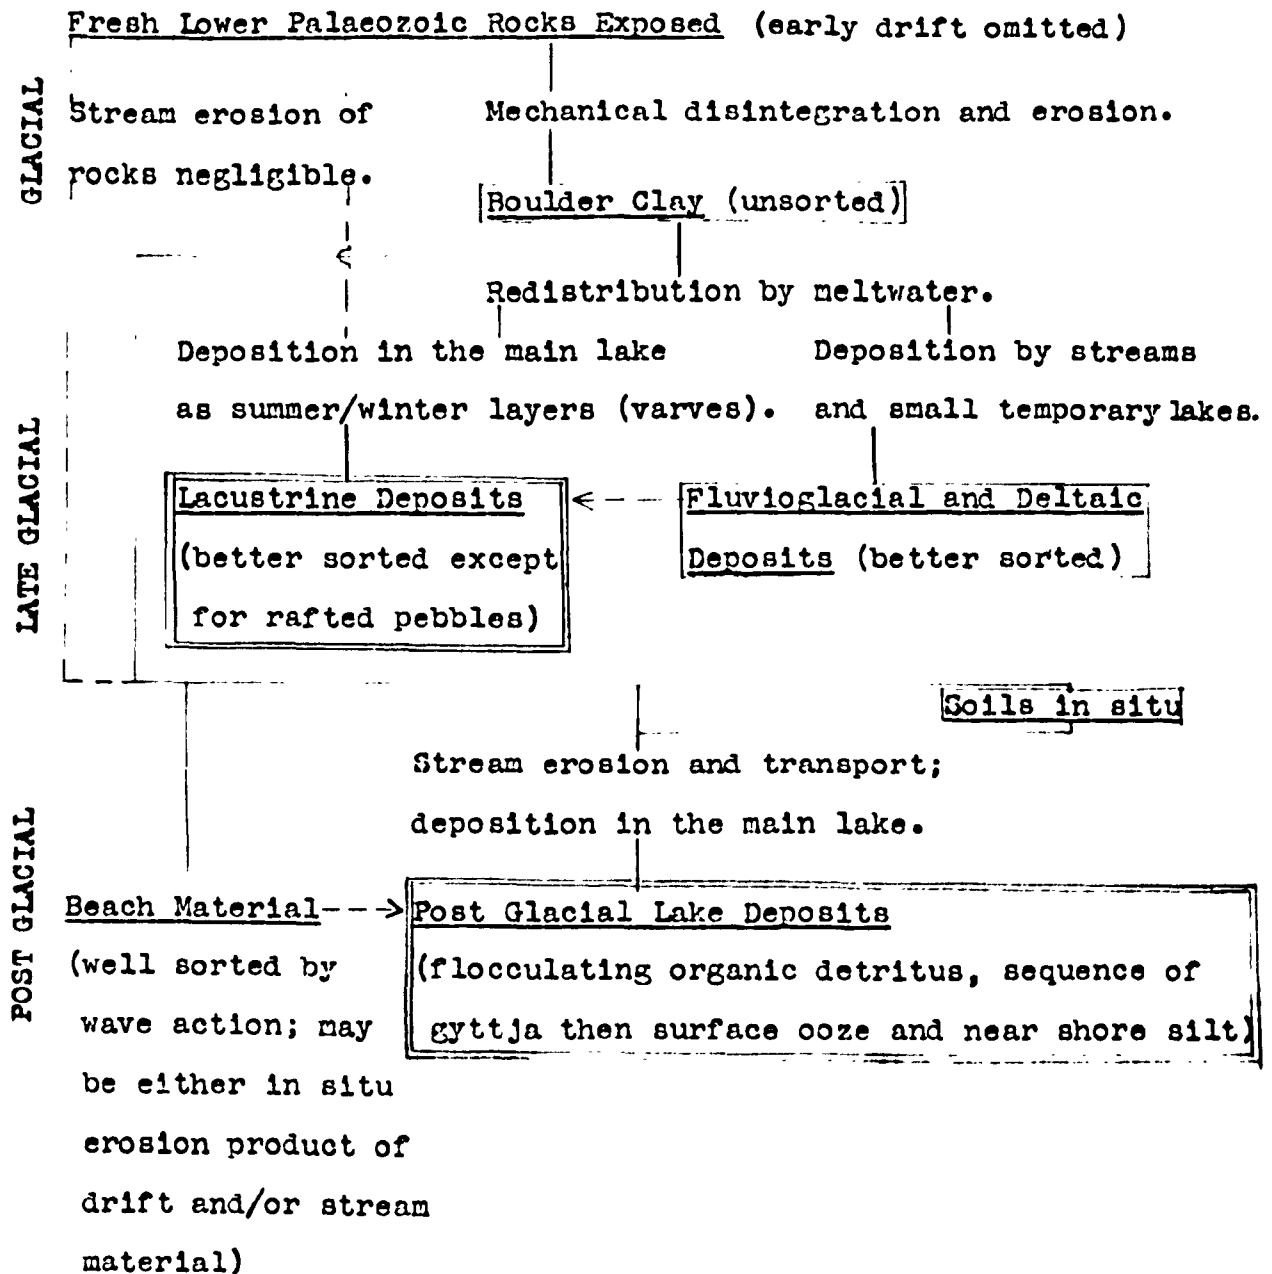 Fresh Lower Palaeozoic Rocks Exposed (early drift omitted)
GLACIAL
Stream erosion of
rocks negligible.
Mechanical disintegration and erosion.
Boulder Clay (unsorted)
Redistribution by meltwater.
LATE GLACIAL
Deposition in the main lake
as summer/winter layers (varves).
Deposition by streams
and small temporary lakes.
Lacustrine Deposits
(better sorted except
for rafted pebbles)
Fluvioglacial and Deltaic
Deposits (better sorted)
Soils in situ
POST GLACIAL
Stream erosion and transport;
deposition in the main lake.
Beach Material
(well sorted by
wave action; may
be either in situ
erosion product of
drift and/or stream
material)
Post Glacial Lake Deposits
(flocculating organic detritus, sequence of
gyttja then surface ooze and near shore silt)